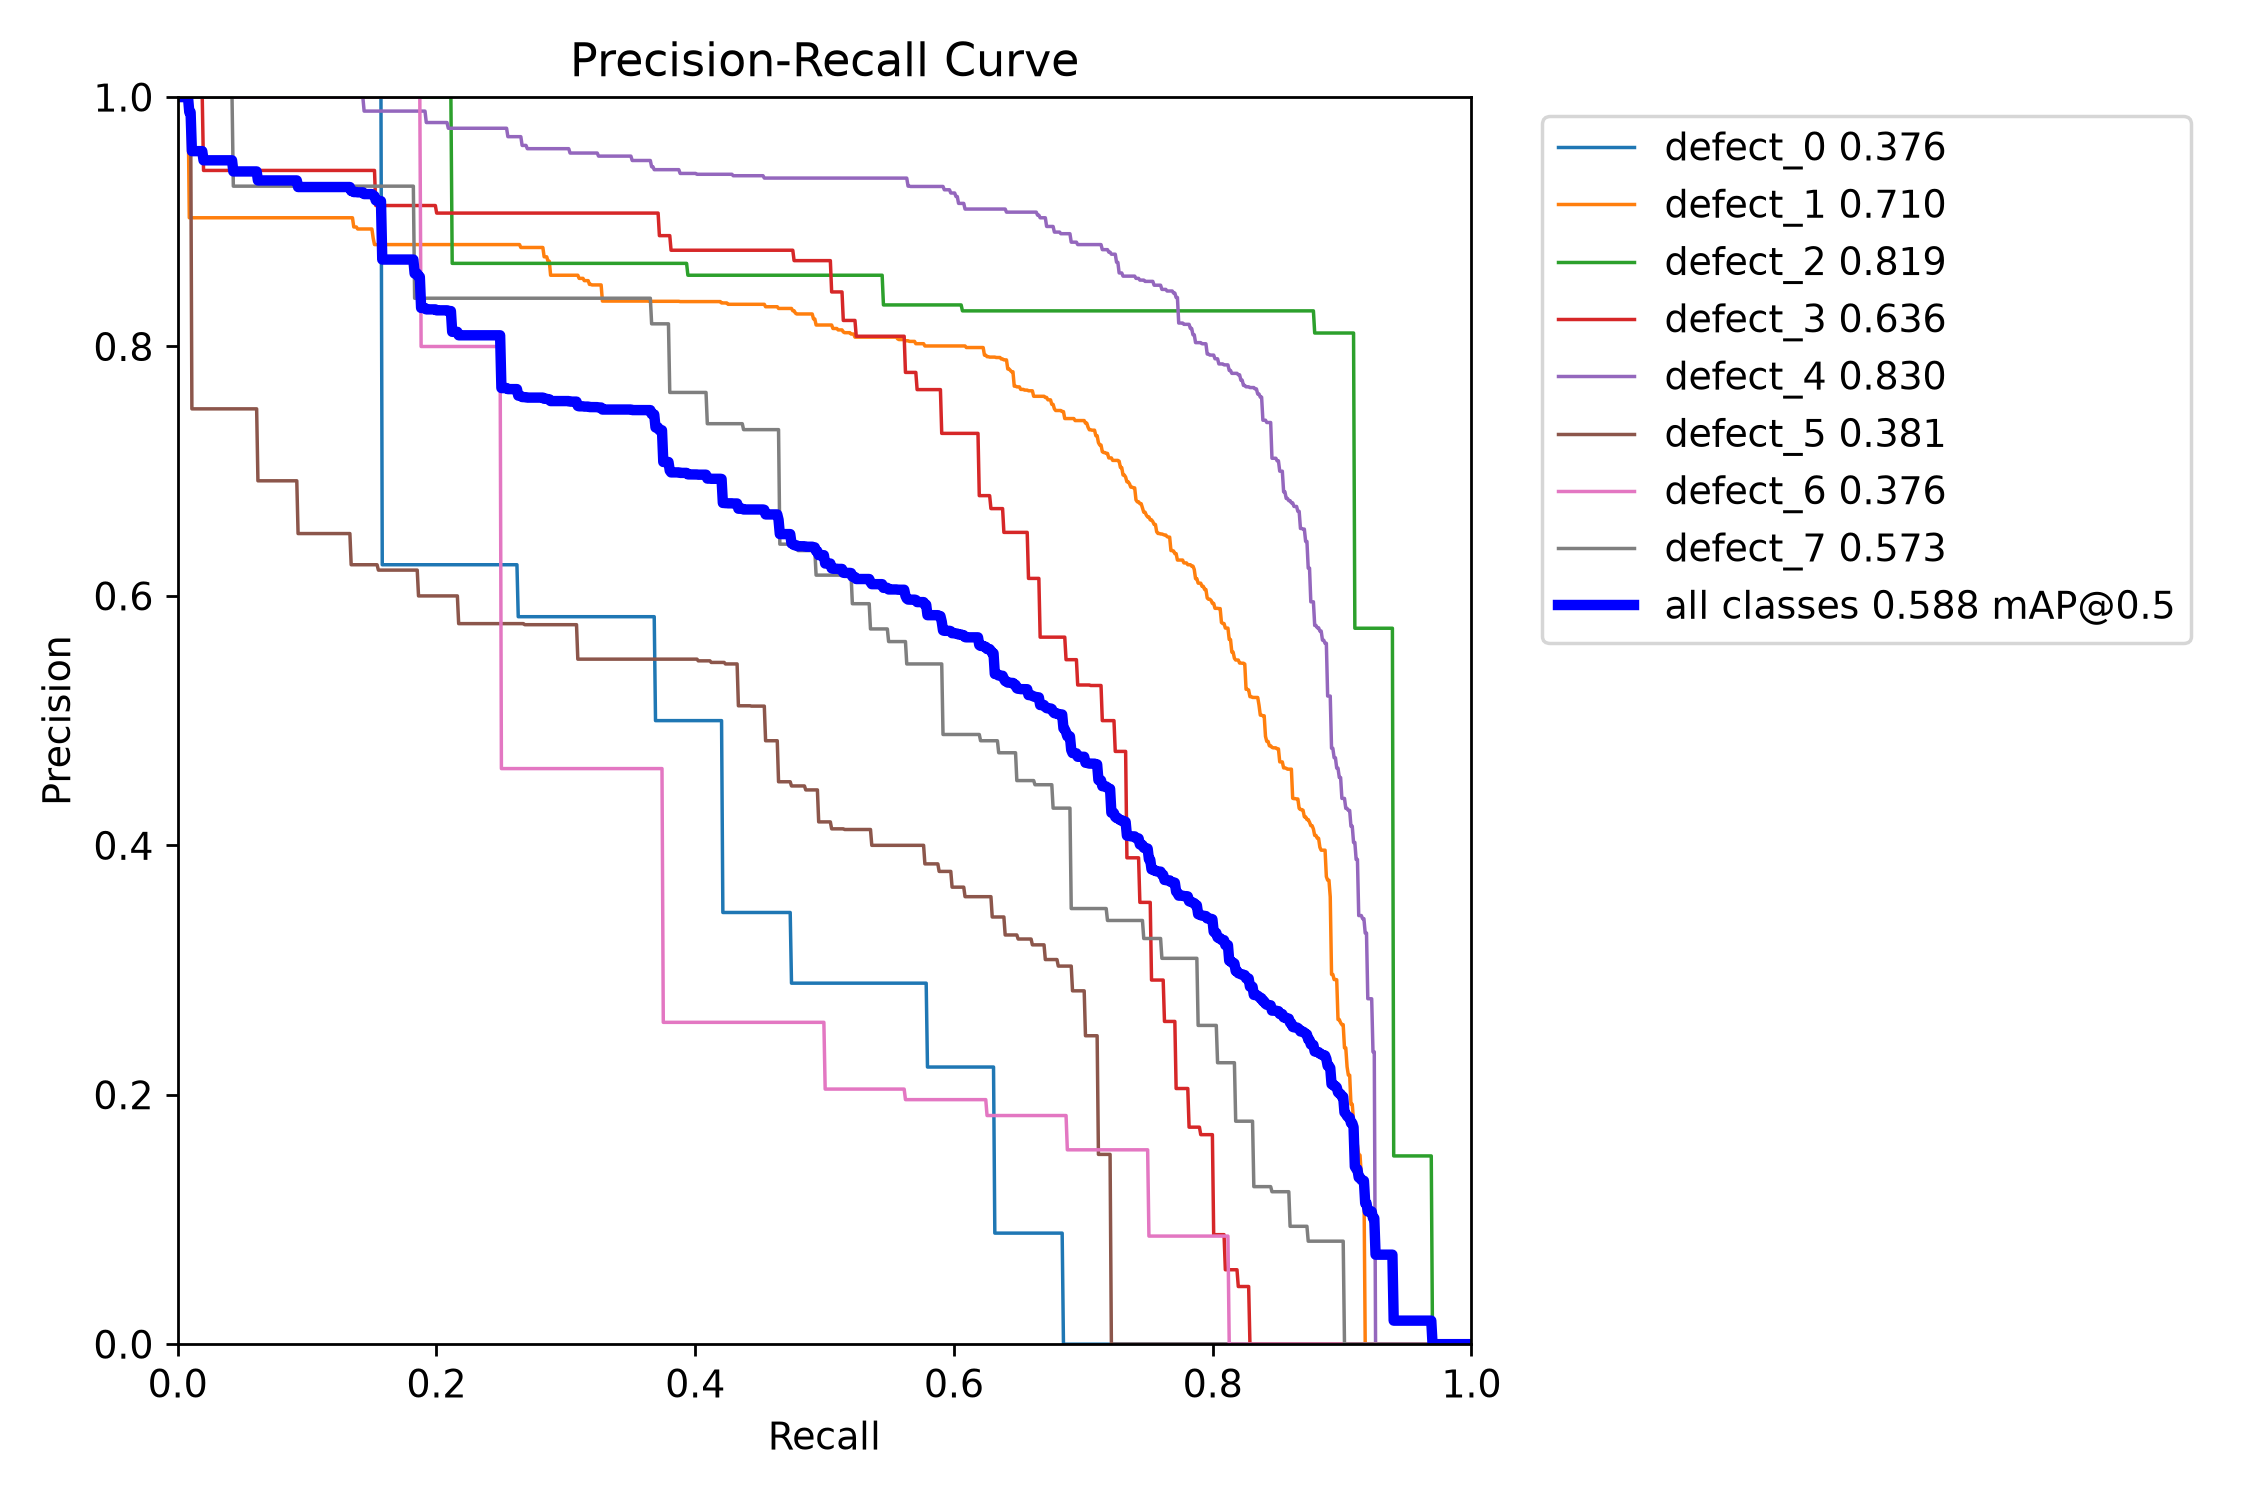 Precision-Recall Curve
1.0
0.8
0.6
0.4
0.2
0.0
Precision
0.0 0.2 0.4 0.6 0.8 1.0
Recall
defect_0 0.376
defect_1 0.710
defect_2 0.819
defect_3 0.636
defect_4 0.830
defect_5 0.381
defect_6 0.376
defect_7 0.573
all classes 0.588 mAP@0.5